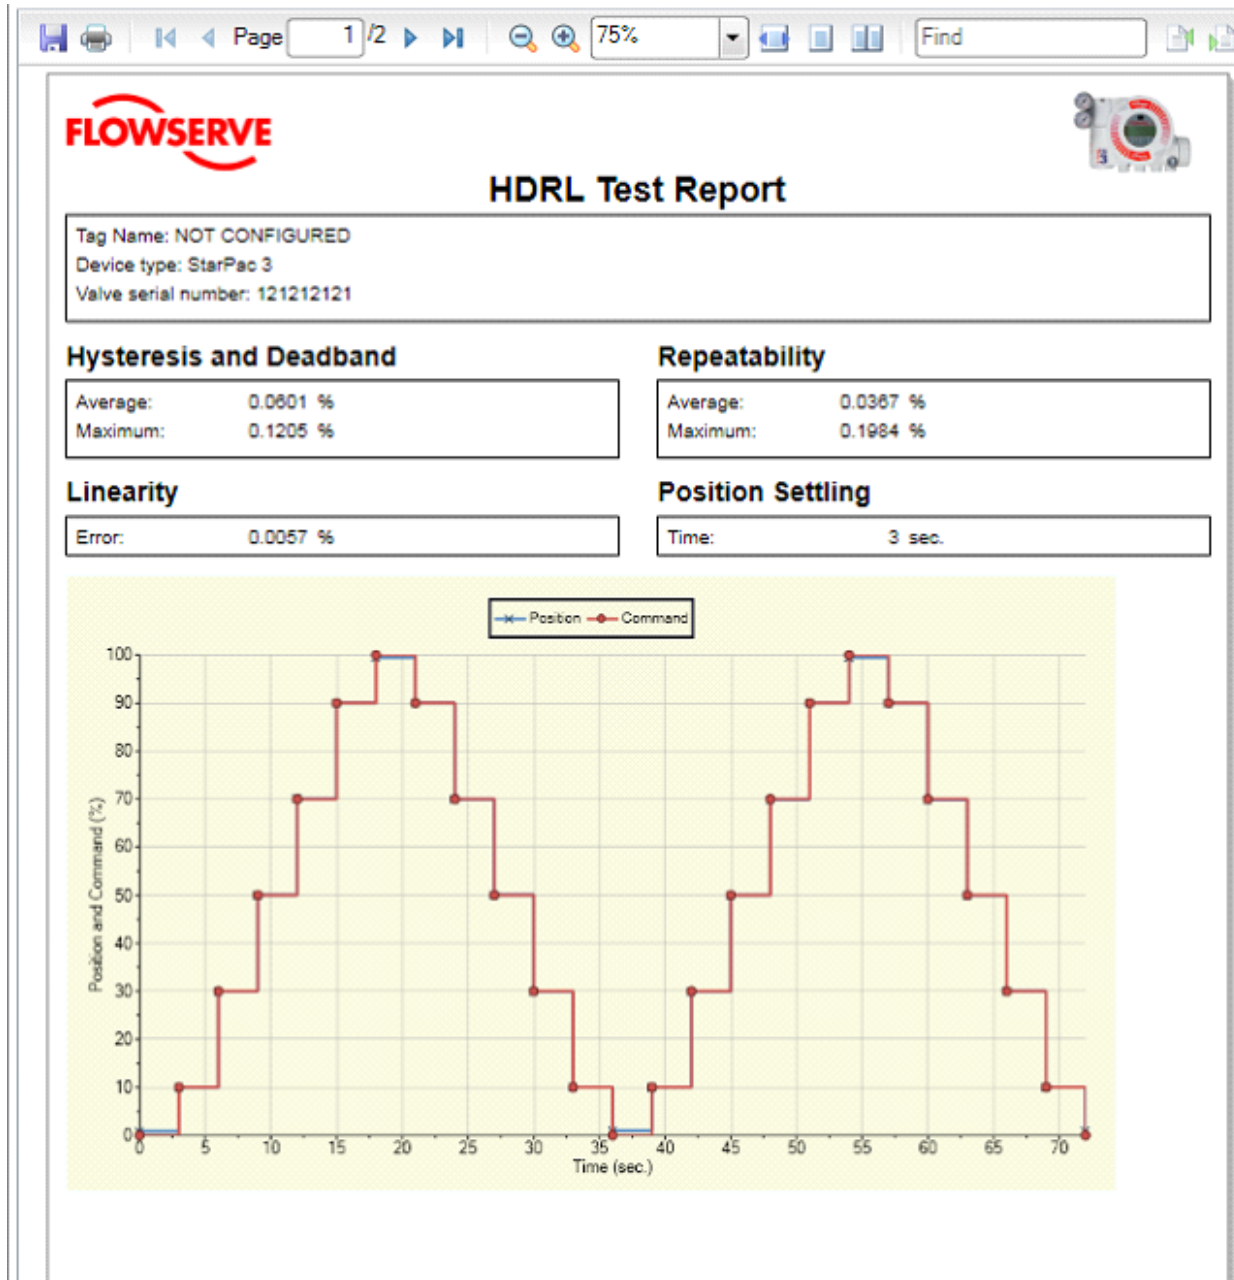 Page 1 /2 75% Find
FLOWSERVE
HDRL Test Report
Tag Name: NOT CONFIGURED
Device type: StarPac 3
Valve serial number: 121212121
Hysteresis and Deadband
Average: 0.0601 %
Maximum: 0.1205 %
Repeatability
Average: 0.0367 %
Maximum: 0.1984 %
Linearity
Error: 0.0057 %
Position Settling
Time: 3 sec.
Position Command
100
90
80
70
60
50
40
30
20
10
0
Position and Command (%)
0 5 10 15 20 25 30 35 40 45 50 55 60 65 70
Time (sec.)